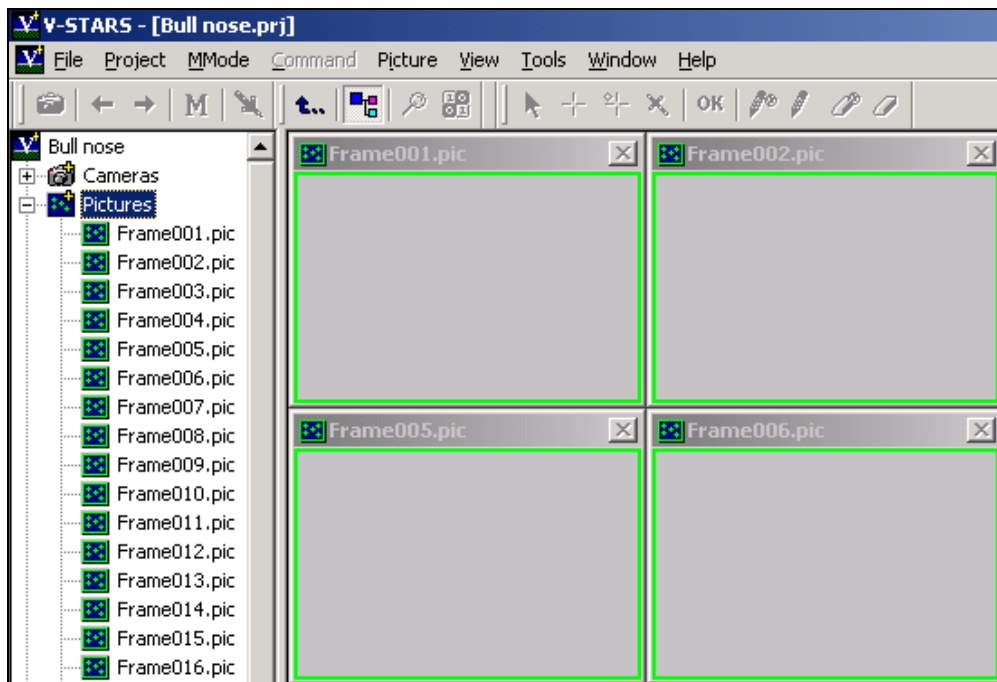 V-STARS - [Bull nose.prj]
File Project MMode Command Picture View Tools Window Help
M OK
Bull nose
Cameras
Pictures
Frame001.pic
Frame002.pic
Frame003.pic
Frame004.pic
Frame005.pic
Frame006.pic
Frame007.pic
Frame008.pic
Frame009.pic
Frame010.pic
Frame011.pic
Frame012.pic
Frame013.pic
Frame014.pic
Frame015.pic
Frame016.pic
Frame001.pic Frame002.pic
Frame005.pic Frame006.pic